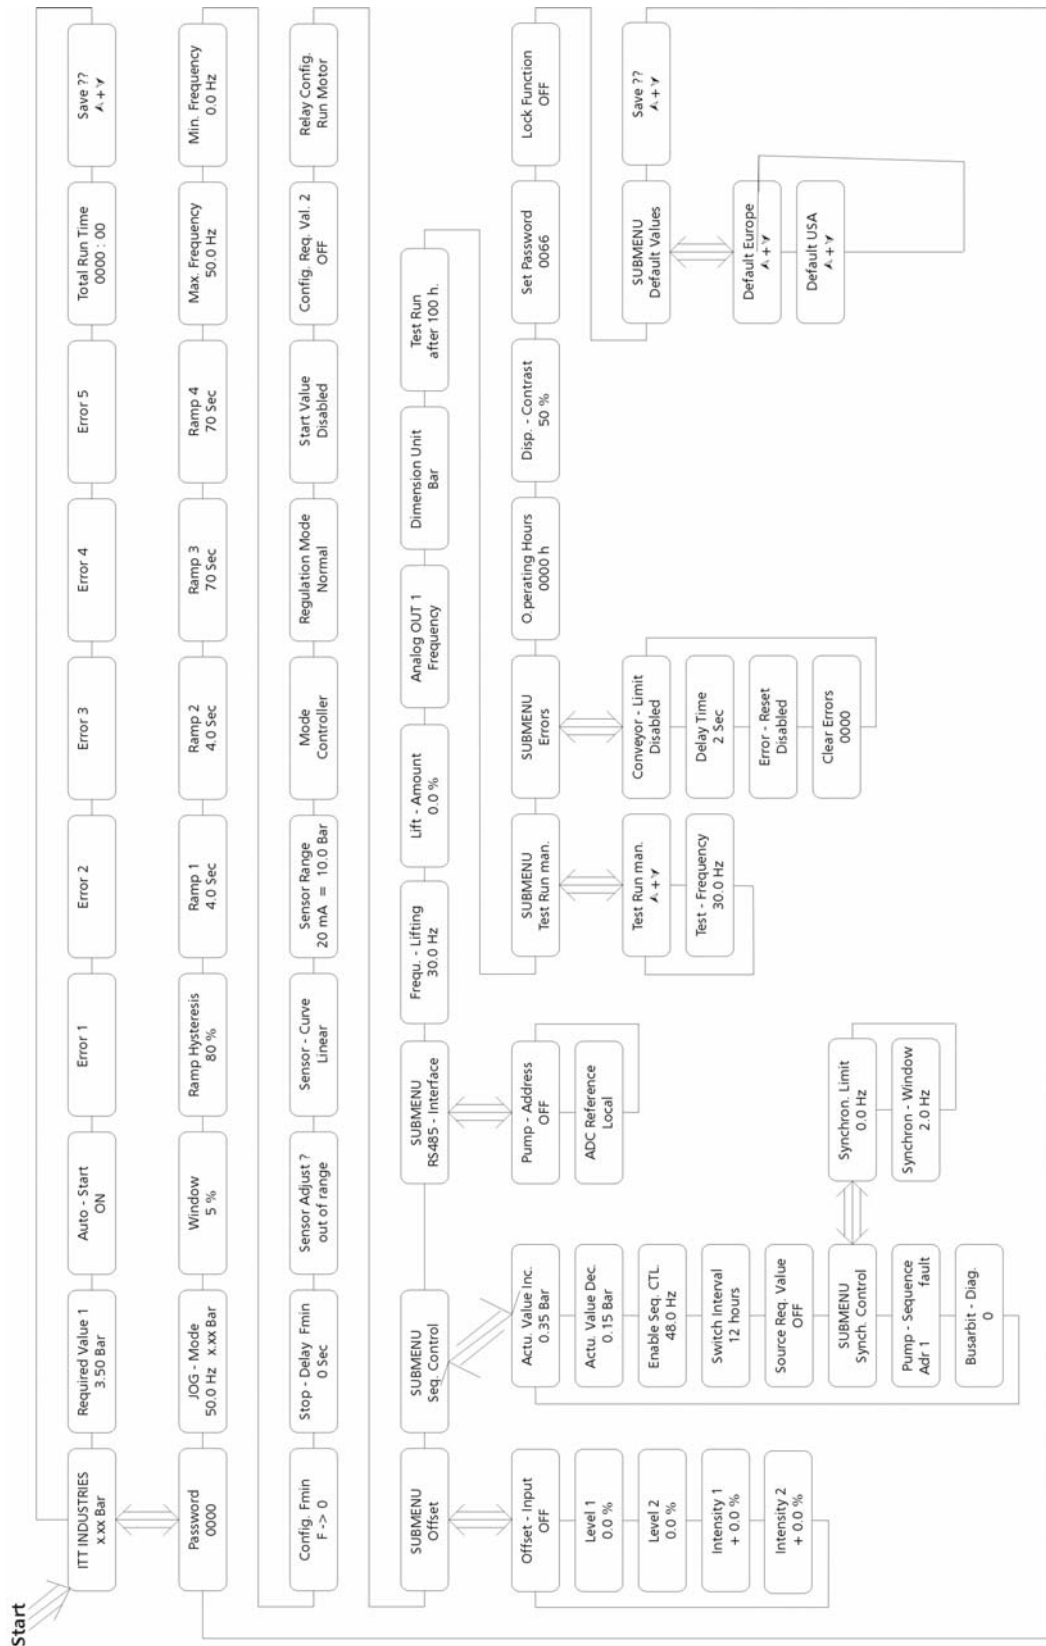 Start
ITT INDUSTRIES
x.xx Bar
Required Value 1
3.50 Bar
Auto - Start
ON
Error 1
Error 2
Error 3
Error 4
Error 5
Total Run Time
0000 : 00
Save ??
⋏ + ⋎
Password
0000
JOG - Mode
50.0 Hz x.xx Bar
Window
5 %
Ramp Hysteresis
80 %
Ramp 1
4.0 Sec
Ramp 2
4.0 Sec
Ramp 3
70 Sec
Ramp 4
70 Sec
Max. Frequency
50.0 Hz
Min. Frequency
0.0 Hz
Config. Fmin
F -> 0
Stop - Delay Fmin
0 Sec
Sensor Adjust ?
out of range
Sensor - Curve
Linear
Sensor Range
20 mA = 10.0 Bar
Mode
Controller
Regulation Mode
Normal
Start Value
Disabled
Config. Req. Val. 2
OFF
Relay Config.
Run Motor
SUBMENU
Offset
SUBMENU
Seq. Control
SUBMENU
RS485 - Interface
Frequ. - Lifting
30.0 Hz
Lift - Amount
0.0 %
Analog OUT 1
Frequency
Dimension Unit
Bar
Test Run
after 100 h.
Offset - Input
OFF
Level 1
0.0 %
Level 2
0.0 %
Intensity 1
+ 0.0 %
Intensity 2
+ 0.0 %
Actu. Value Inc.
0.35 Bar
Actu. Value Dec.
0.15 Bar
Enable Seq. CTL.
48.0 Hz
Switch Interval
12 hours
Source Req. Value
OFF
SUBMENU
Synch. Control
Pump - Sequence
Adr 1 fault
Busarbit - Diag.
0
Synchron. Limit
0.0 Hz
Synchron - Window
2.0 Hz
Pump - Address
OFF
ADC Reference
Local
SUBMENU
Test Run man.
Test Run man.
⋏ + ⋎
Test - Frequency
30.0 Hz
SUBMENU
Errors
Conveyor - Limit
Disabled
Delay Time
2 Sec
Error - Reset
Disabled
Clear Errors
0000
O.perating Hours
0000 h
Disp. - Contrast
50 %
Set Password
0066
Lock Function
OFF
SUBMENU
Default Values
Default Europe
⋏ + ⋎
Default USA
⋏ + ⋎
Save ??
⋏ + ⋎